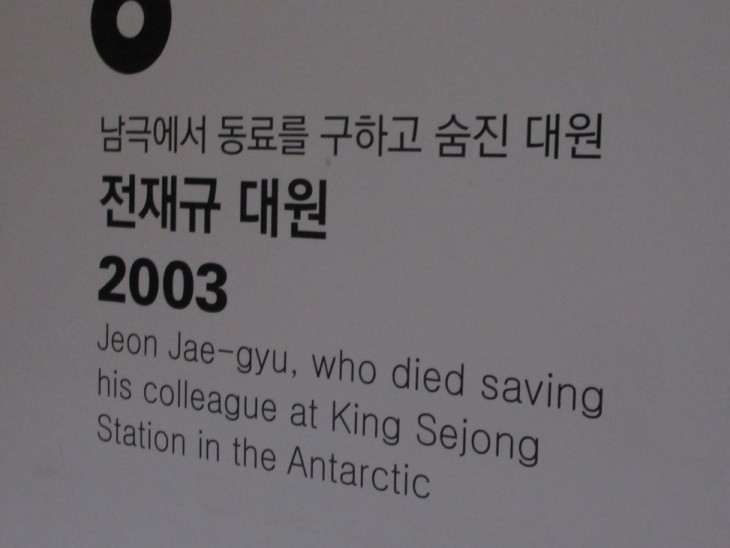 남극에서 동료를 구하고 숨진 대원
전재규 대원
2003
Jeon Jae-gyu, who died saving
his colleague at King Sejong
Station in the Antarctic